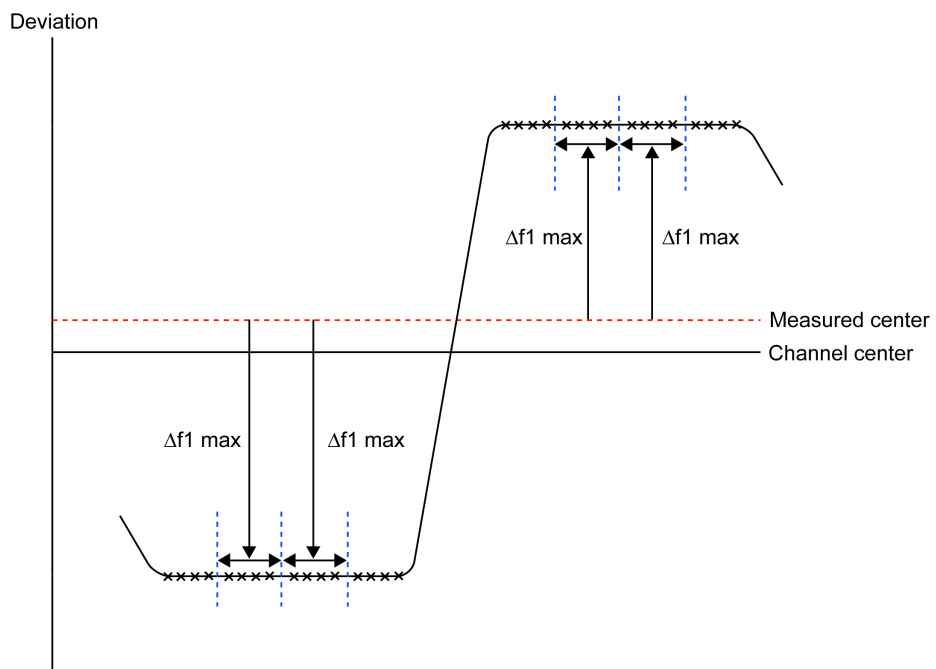 Deviation
Δf1 max
Δf1 max
Measured center
Channel center
Δf1 max
Δf1 max